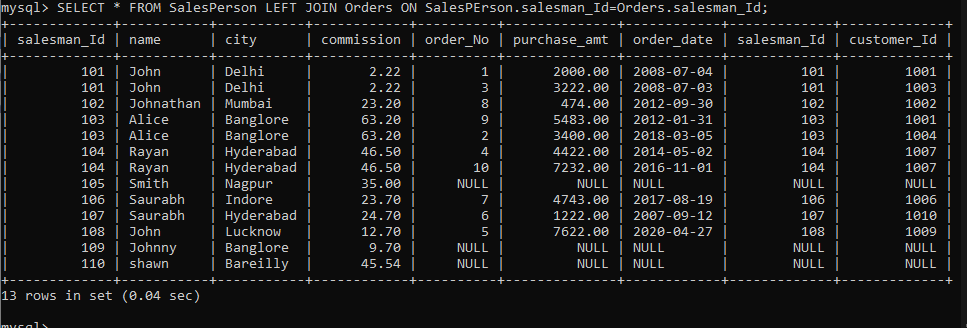 mysql> SELECT * FROM SalesPerson LEFT JOIN Orders ON SalesPErson.salesman_Id=Orders.salesman_Id;
+-------------+-----------+-----------+------------+----------+--------------+------------+-------------+-------------+
| salesman_Id | name      | city      | commission | order_No | purchase_amt | order_date | salesman_Id | customer_Id |
+-------------+-----------+-----------+------------+----------+--------------+------------+-------------+-------------+
|         101 | John      | Delhi     |       2.22 |        1 |      2000.00 | 2008-07-04 |         101 |        1001 |
|         101 | John      | Delhi     |       2.22 |        3 |      3222.00 | 2008-07-03 |         101 |        1003 |
|         102 | Johnathan | Mumbai    |      23.20 |        8 |       474.00 | 2012-09-30 |         102 |        1002 |
|         103 | Alice     | Banglore  |      63.20 |        9 |      5483.00 | 2012-01-31 |         103 |        1001 |
|         103 | Alice     | Banglore  |      63.20 |        2 |      3400.00 | 2018-03-05 |         103 |        1004 |
|         104 | Rayan     | Hyderabad |      46.50 |        4 |      4422.00 | 2014-05-02 |         104 |        1007 |
|         104 | Rayan     | Hyderabad |      46.50 |       10 |      7232.00 | 2016-11-01 |         104 |        1007 |
|         105 | Smith     | Nagpur    |      35.00 |     NULL |         NULL | NULL       |        NULL |        NULL |
|         106 | Saurabh   | Indore    |      23.70 |        7 |      4743.00 | 2017-08-19 |         106 |        1006 |
|         107 | Saurabh   | Hyderabad |      24.70 |        6 |      1222.00 | 2007-09-12 |         107 |        1010 |
|         108 | John      | Lucknow   |      12.70 |        5 |      7622.00 | 2020-04-27 |         108 |        1009 |
|         109 | Johnny    | Banglore  |       9.70 |     NULL |         NULL | NULL       |        NULL |        NULL |
|         110 | shawn     | Bareilly  |      45.54 |     NULL |         NULL | NULL       |        NULL |        NULL |
+-------------+-----------+-----------+------------+----------+--------------+------------+-------------+-------------+
13 rows in set (0.04 sec)
mysql>